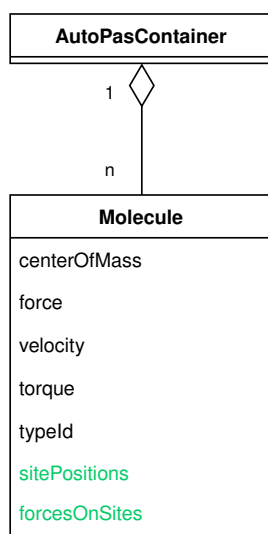 AutoPasContainer
1
n
Molecule
centerOfMass
force
velocity
torque
typeId
sitePositions
forcesOnSites